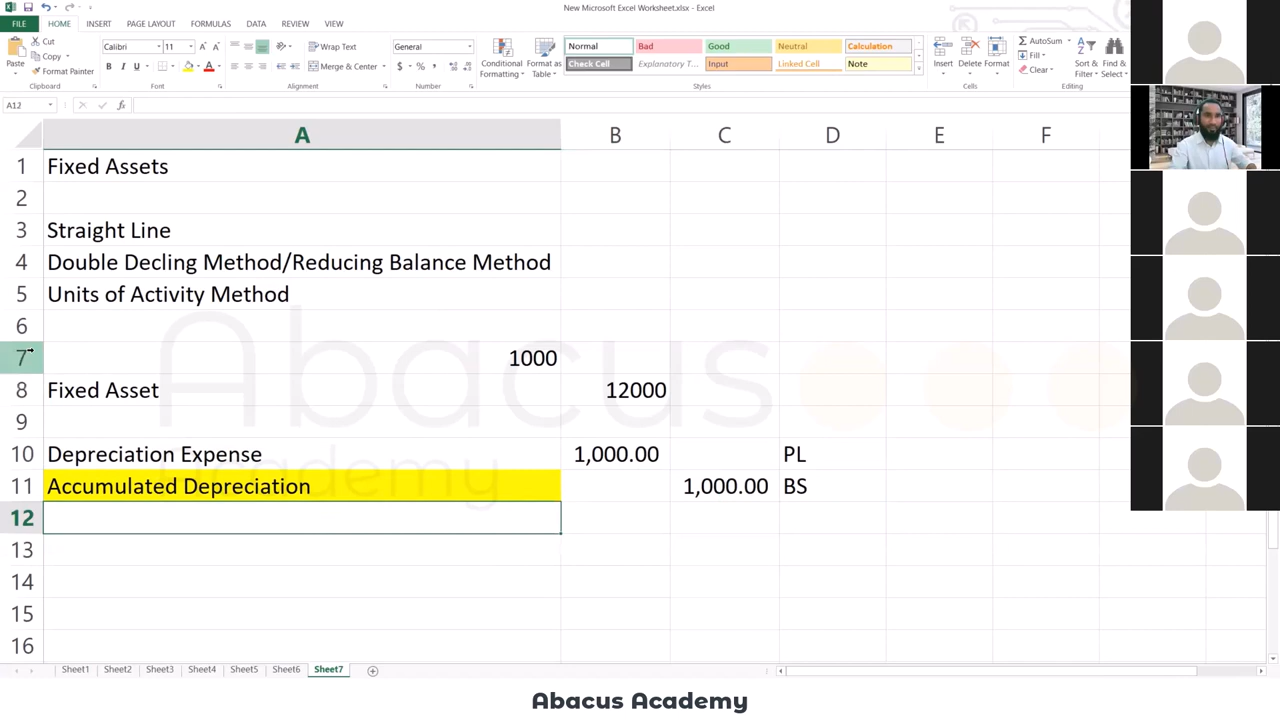 New Microsoft Excel Worksheet.xlsx - Excel
FILE HOME INSERT PAGE LAYOUT FORMULAS DATA REVIEW VIEW
Paste Cut Copy Format Painter Clipboard
Calibri 11 B I U A Font
Wrap Text Merge & Center Alignment
General $ % , Number
Conditional Formatting Format as Table
Normal Bad Good Neutral Calculation
Check Cell Explanatory T... Input Linked Cell Note
Styles
Insert Delete Format Cells
AutoSum Fill Clear Sort & Filter Find & Select Editing
A12 fx
A B C D E F
1 Fixed Assets
2
3 Straight Line
4 Double Decling Method/Reducing Balance Method
5 Units of Activity Method
6
7 1000
8 Fixed Asset 12000
9
10 Depreciation Expense 1,000.00 PL
11 Accumulated Depreciation 1,000.00 BS
12
13
14
15
16
Abacus
Academy
Sheet1 Sheet2 Sheet3 Sheet4 Sheet5 Sheet6 Sheet7
Abacus Academy